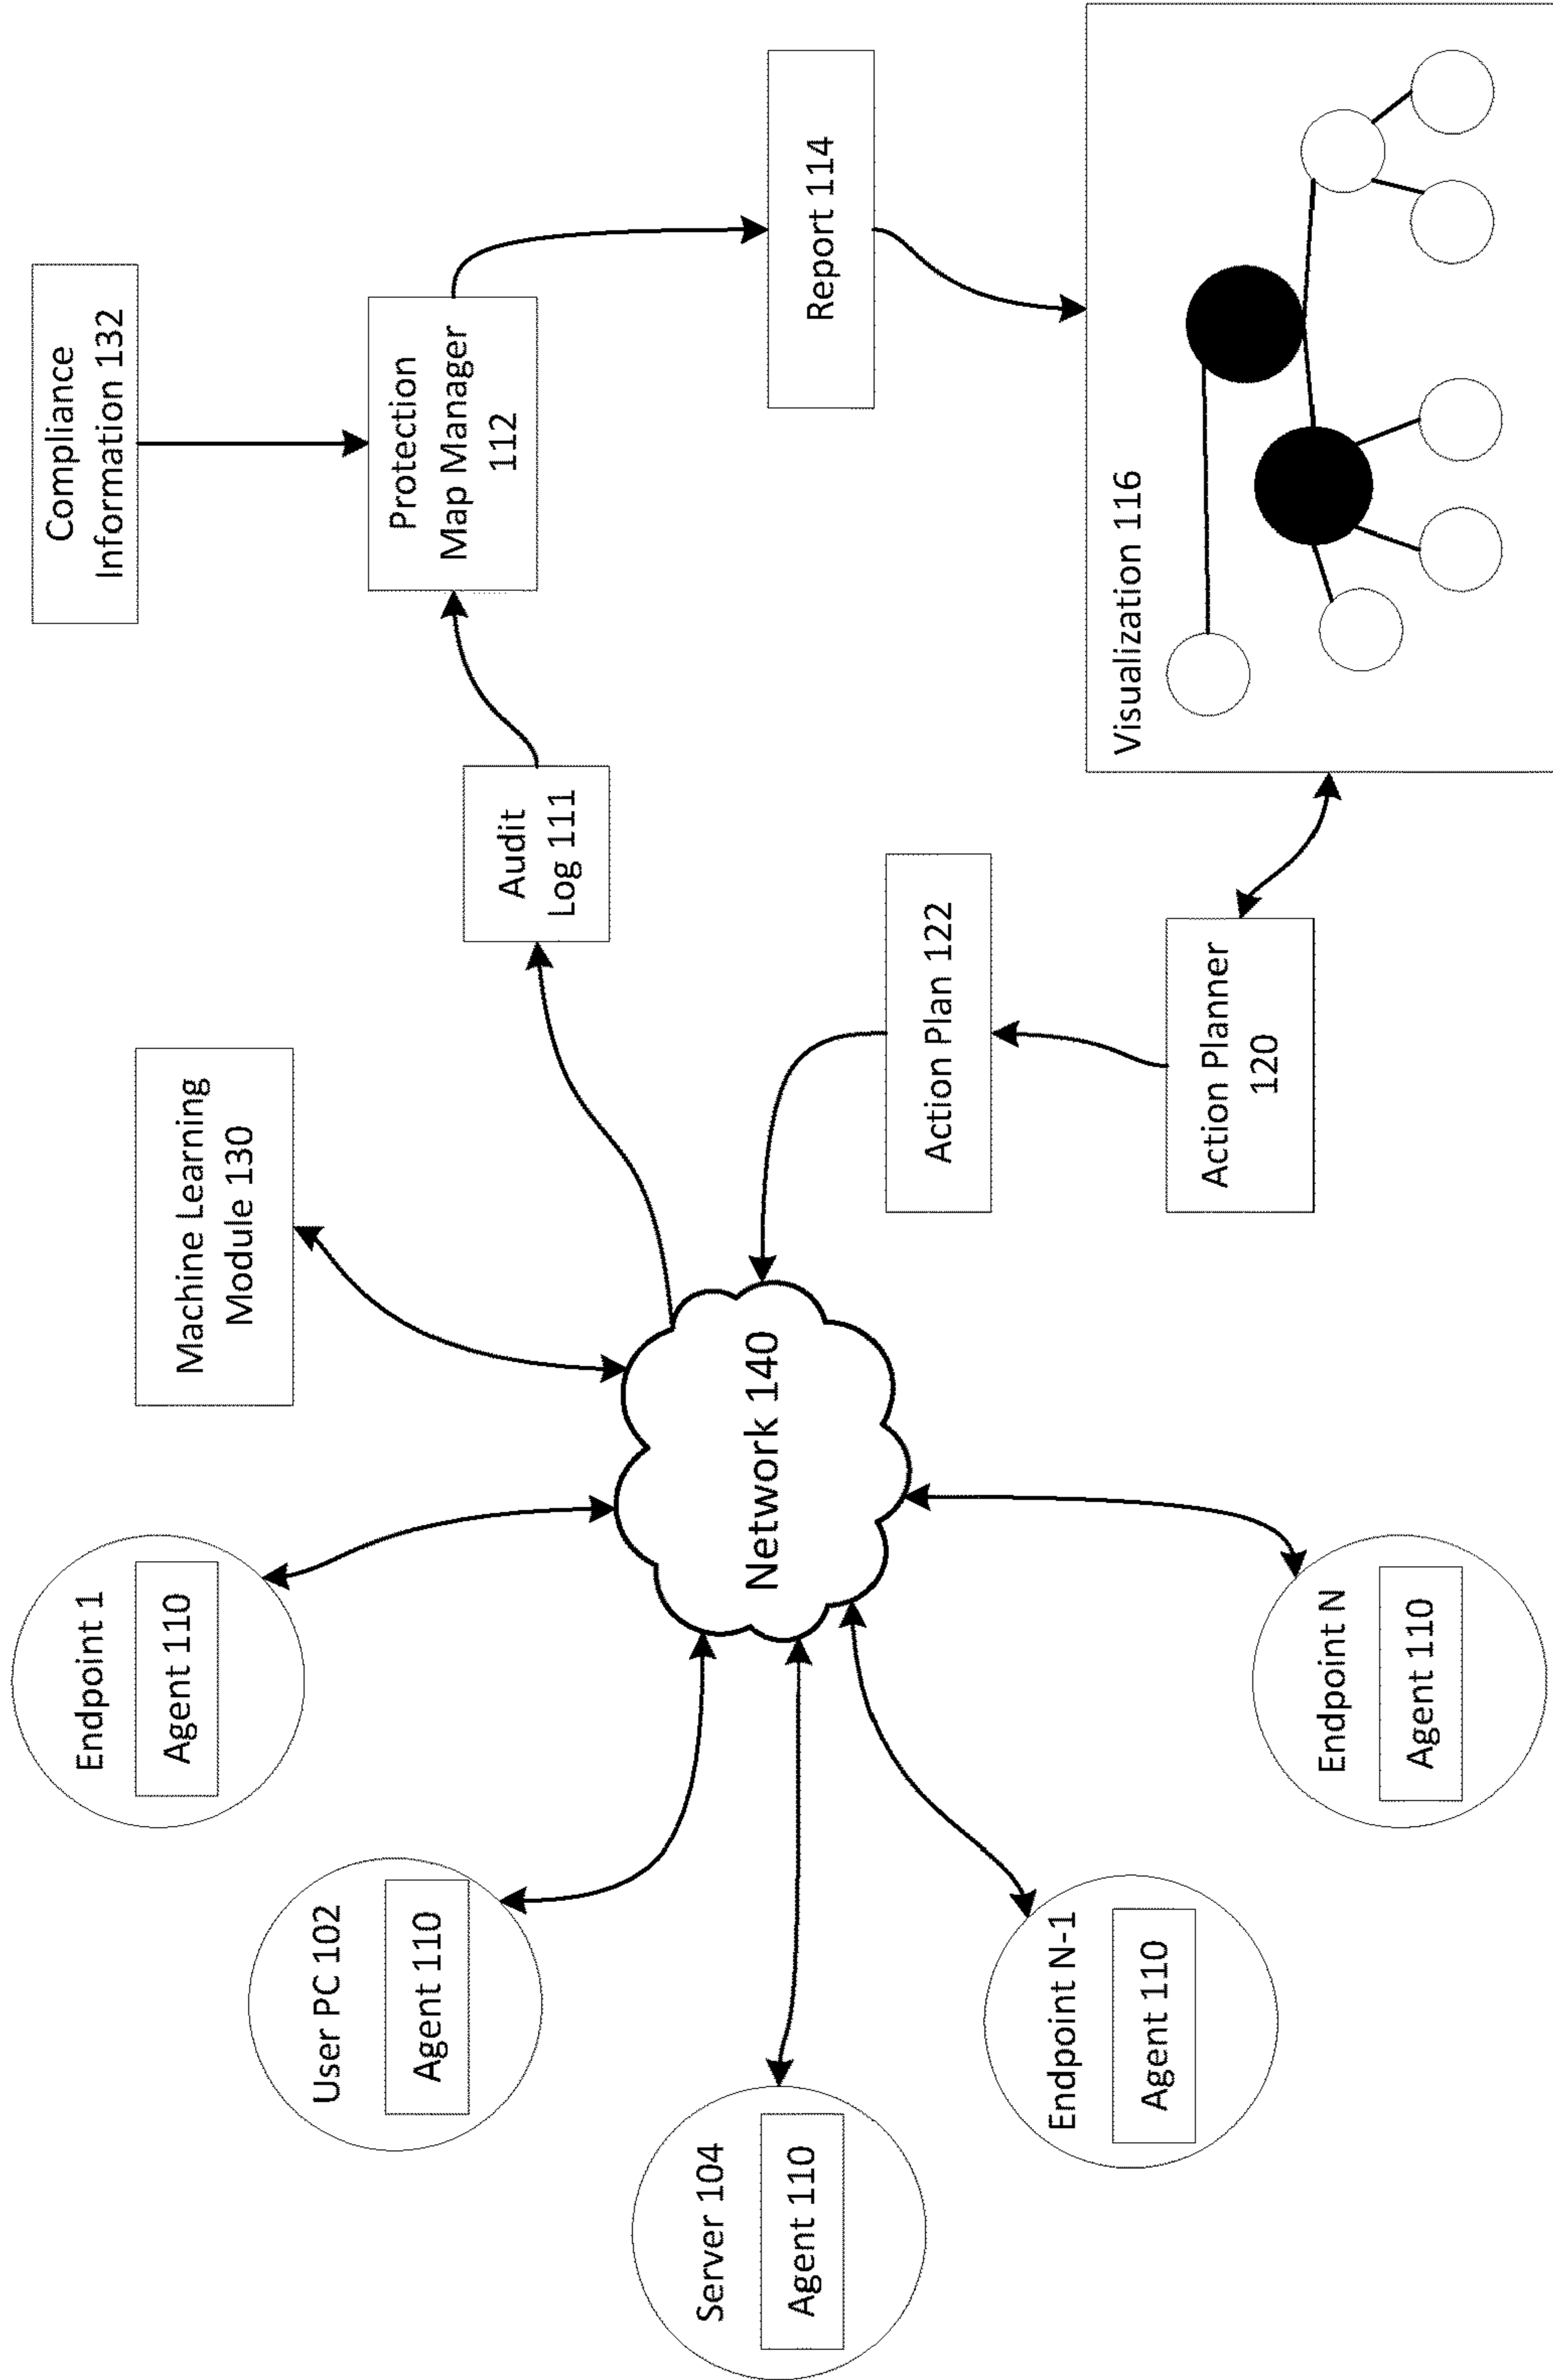 Endpoint 1
Agent 110
User PC 102
Agent 110
Server 104
Agent 110
Endpoint N-1
Agent 110
Endpoint N
Agent 110
Network 140
Machine Learning
Module 130
Audit
Log 111
Compliance
Information 132
Protection
Map Manager
112
Report 114
Visualization 116
Action Plan 122
Action Planner
120